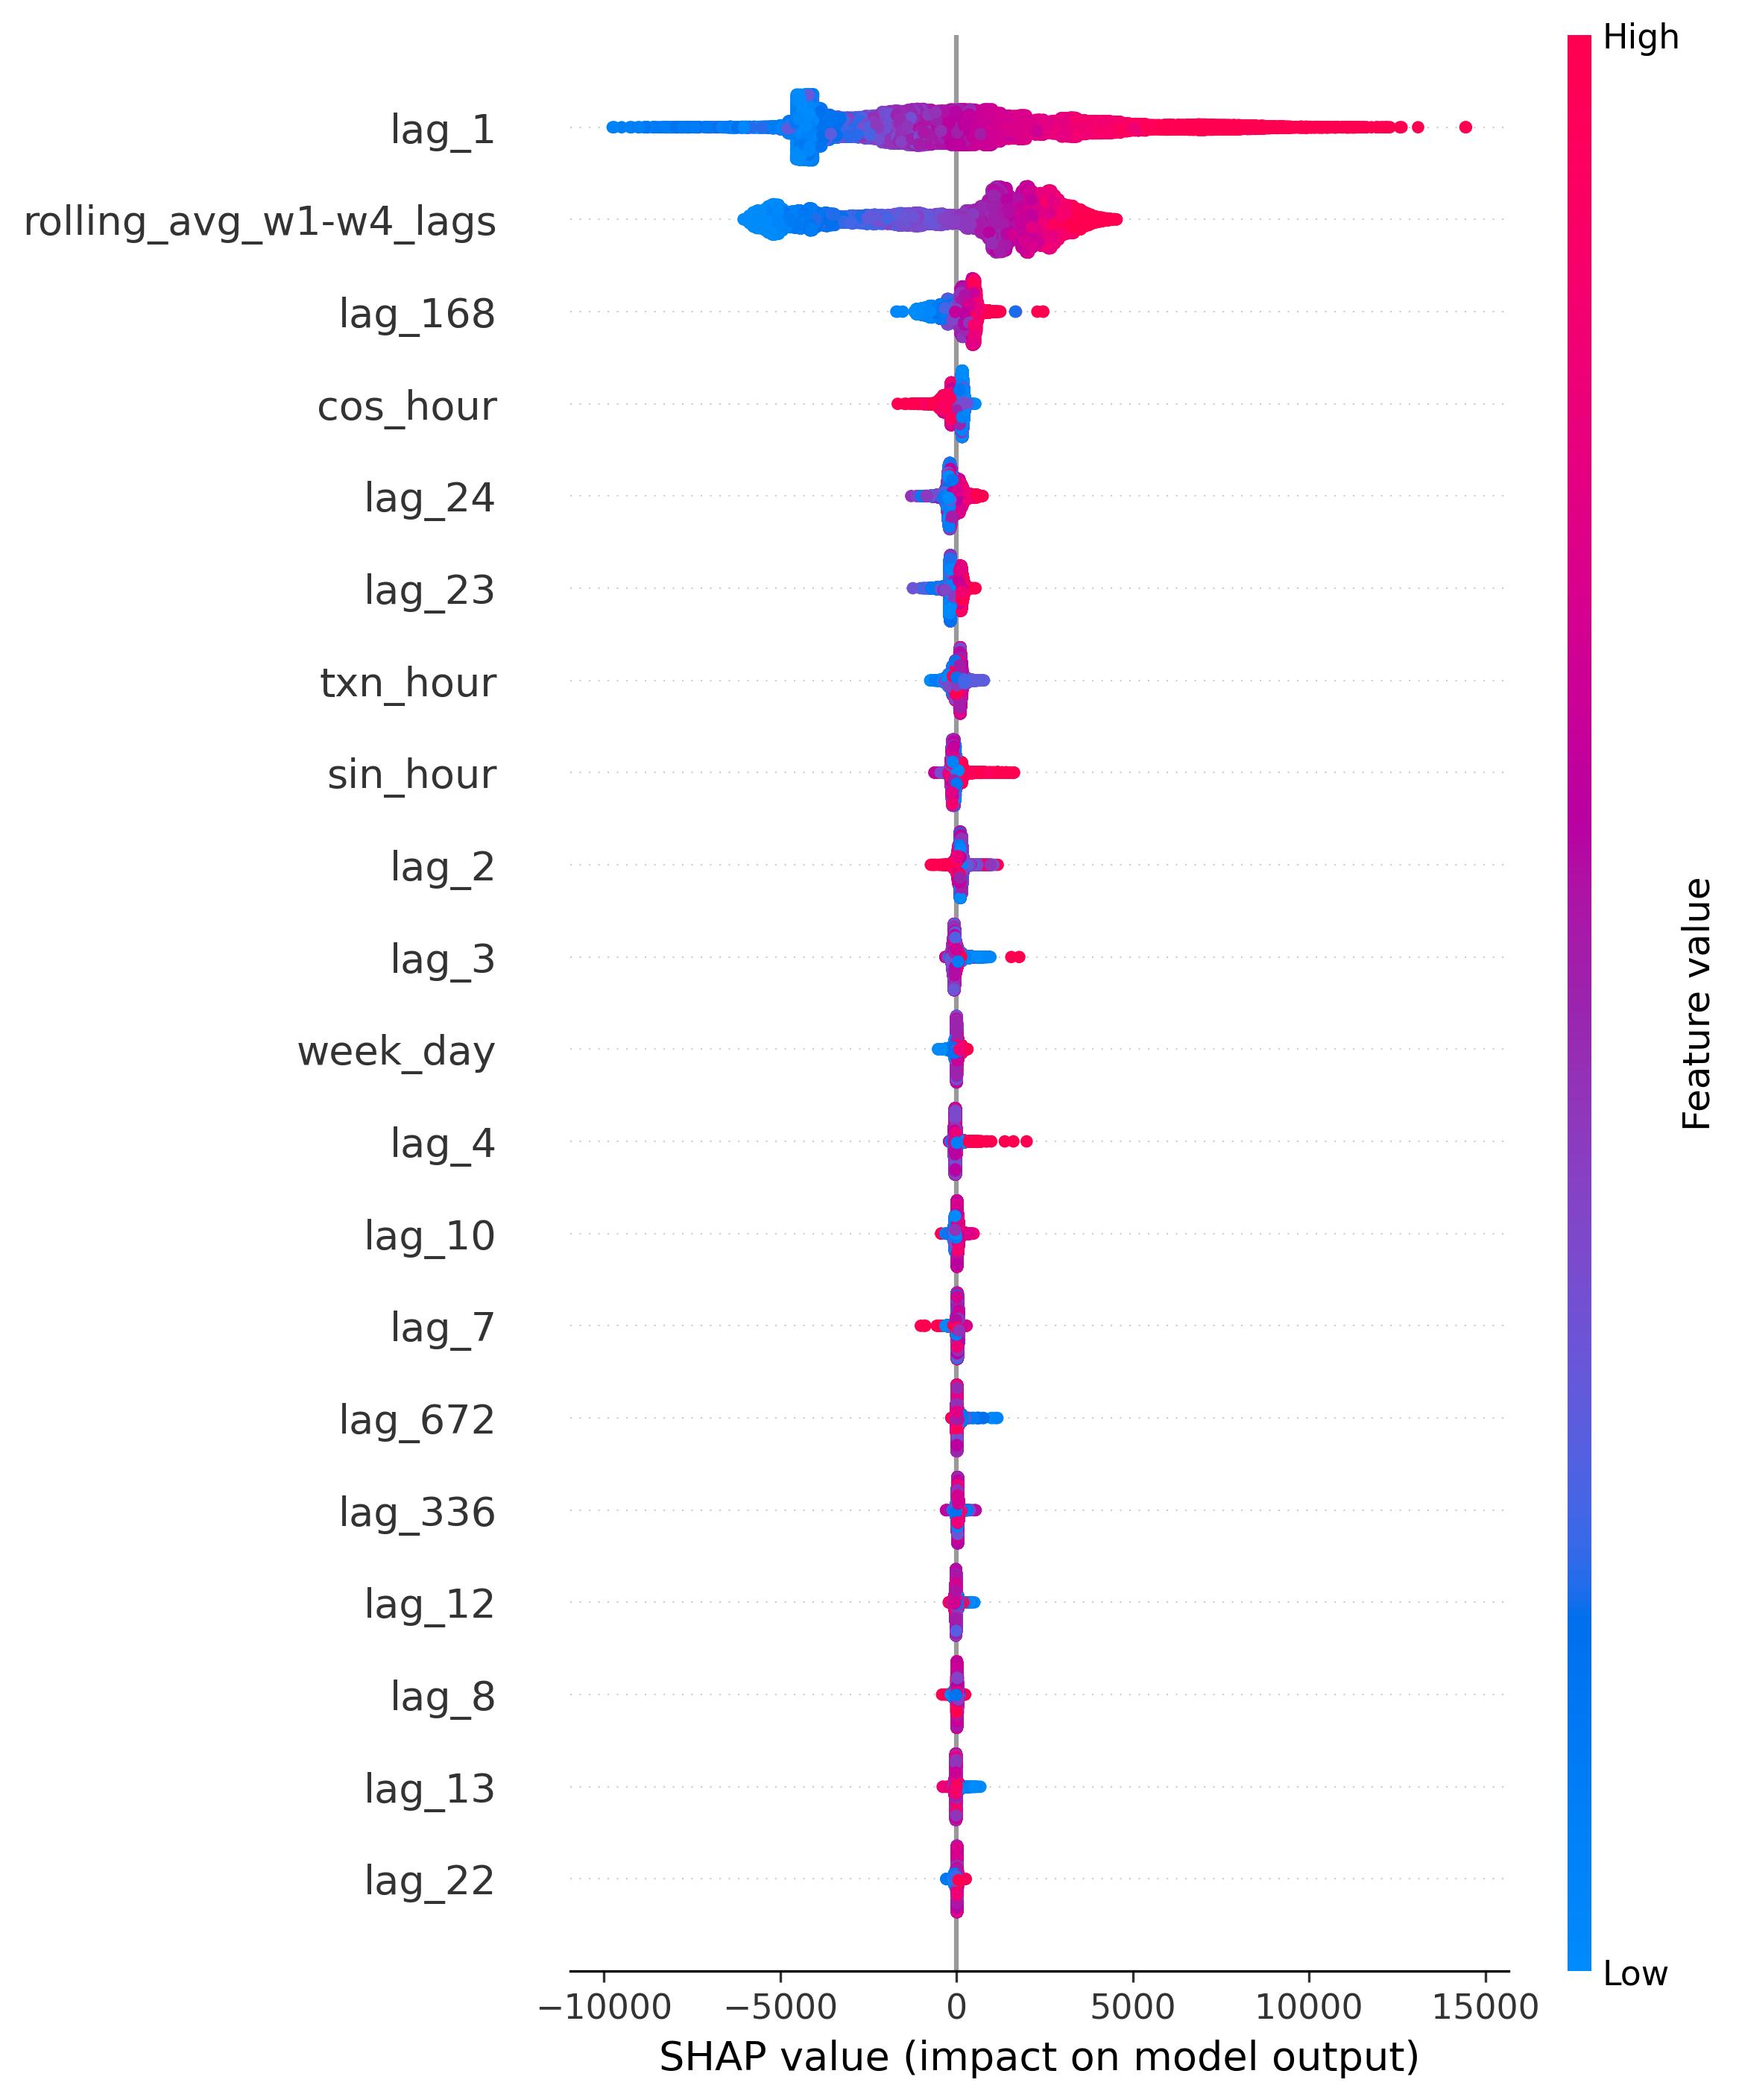 High
lag_1
rolling_avg_w1-w4_lags
lag_168
cos_hour
lag_24
lag_23
txn_hour
sin_hour
lag_2
lag_3
week_day
lag_4
lag_10
lag_7
lag_672
lag_336
lag_12
lag_8
lag_13
lag_22
Feature value
Low
−10000 −5000 0 5000 10000 15000
SHAP value (impact on model output)